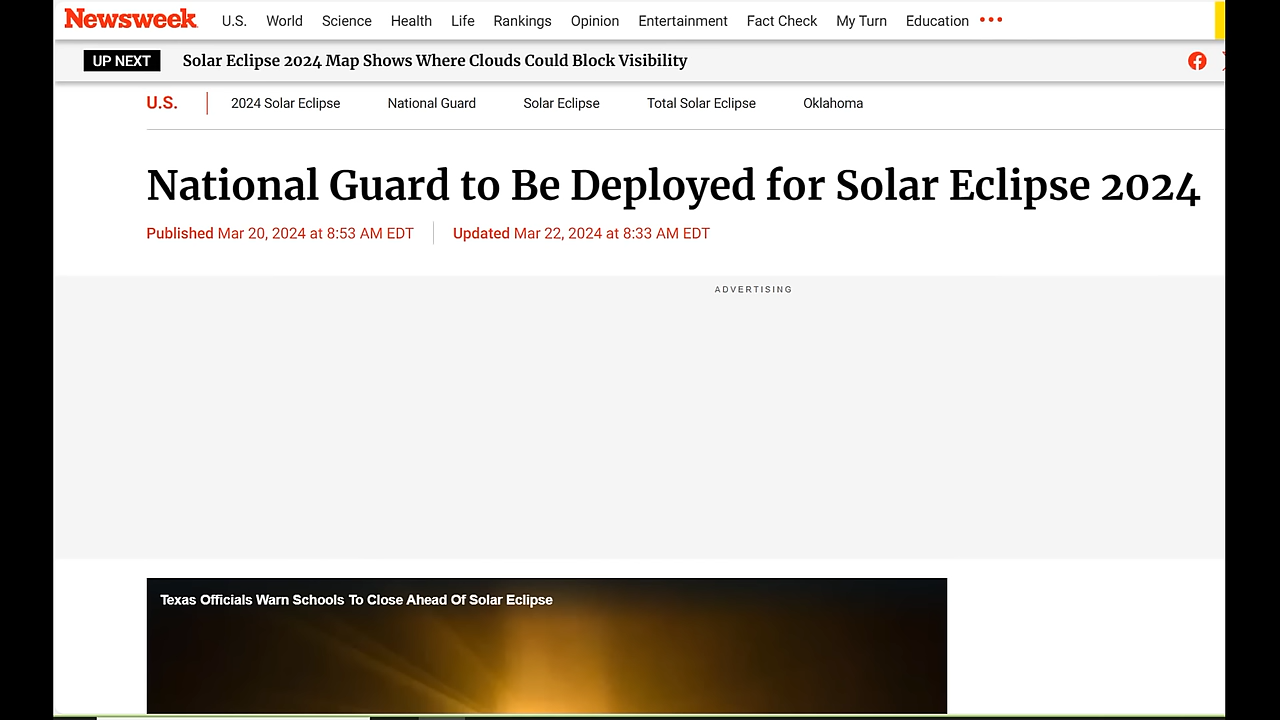 Newsweek U.S. World Science Health Life Rankings Opinion Entertainment Fact Check My Turn Education
UP NEXT Solar Eclipse 2024 Map Shows Where Clouds Could Block Visibility
U.S. 2024 Solar Eclipse National Guard Solar Eclipse Total Solar Eclipse Oklahoma
National Guard to Be Deployed for Solar Eclipse 2024
Published Mar 20, 2024 at 8:53 AM EDT Updated Mar 22, 2024 at 8:33 AM EDT
ADVERTISING
Texas Officials Warn Schools To Close Ahead Of Solar Eclipse